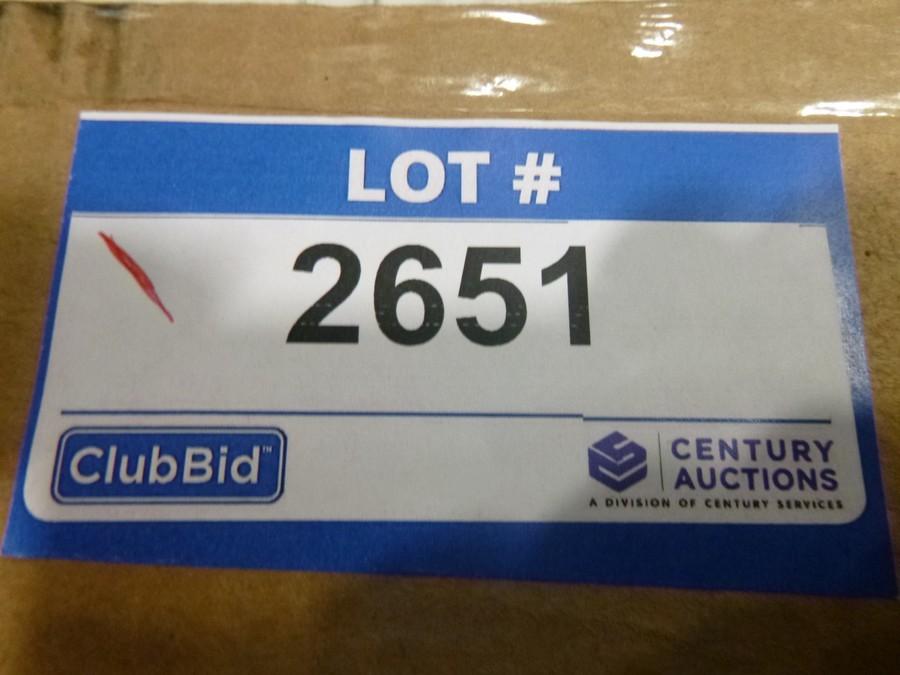 LOT #
2651
ClubBid™
CENTURY
AUCTIONS
A DIVISION OF CENTURY SERVICES